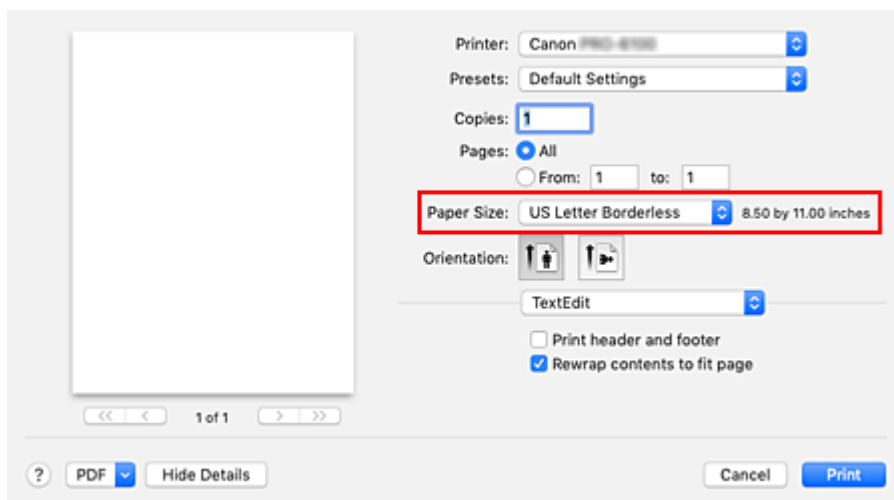 Printer: Canon
Presets: Default Settings
Copies: 1
Pages: All
From: 1 to: 1
Paper Size: US Letter Borderless 8.50 by 11.00 inches
Orientation:
TextEdit
Print header and footer
Rewrap contents to fit page
<< < 1 of 1 > >>
? PDF Hide Details Cancel Print